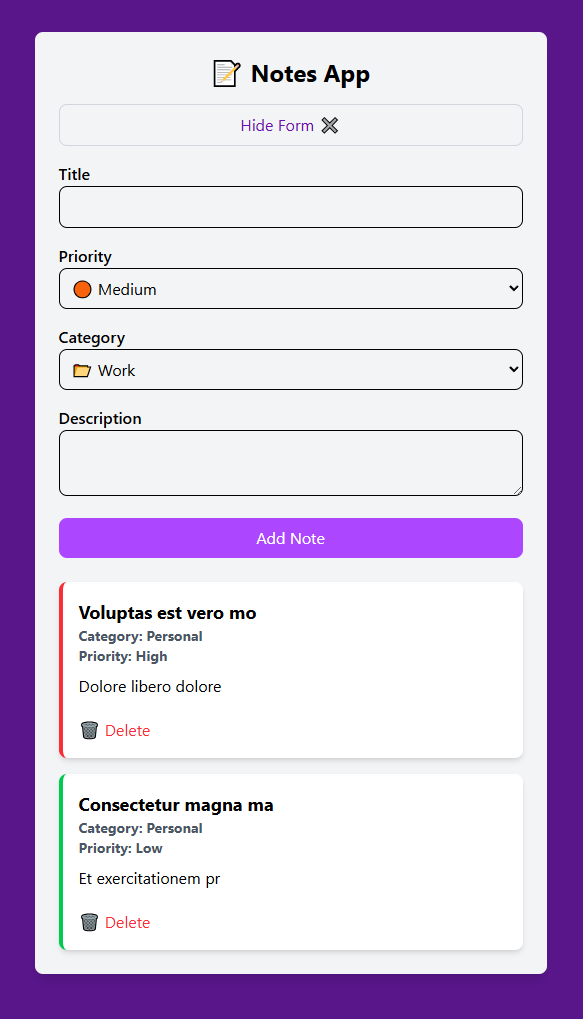 📝 Notes App
Hide Form ✖️
Title
Priority
🟠 Medium
Category
📂 Work
Description
Add Note
Voluptas est vero mo
Category: Personal
Priority: High
Dolore libero dolore
🗑️ Delete
Consectetur magna ma
Category: Personal
Priority: Low
Et exercitationem pr
🗑️ Delete